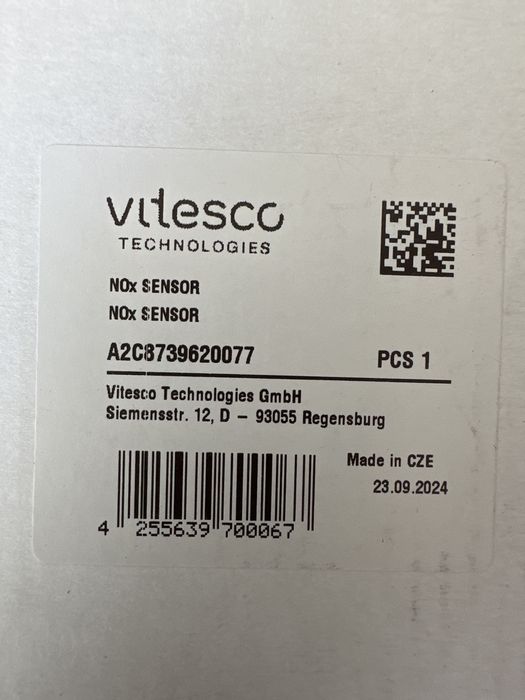 vitesco
TECHNOLOGIES
NOx SENSOR
NOx SENSOR
A2C8739620077
PCS 1
Vitesco Technologies GmbH
Siemensstr. 12, D – 93055 Regensburg
Made in CZE
23.09.2024
4 255639 700067